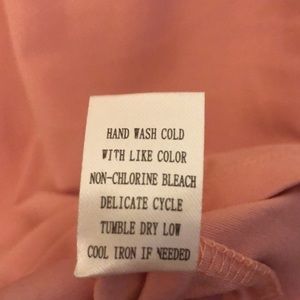 HAND WASH COLD
WITH LIKE COLOR
NON-CHLORINE BLEACH
DELICATE CYCLE
TUMBLE DRY LOW
COOL IRON IF NEEDED